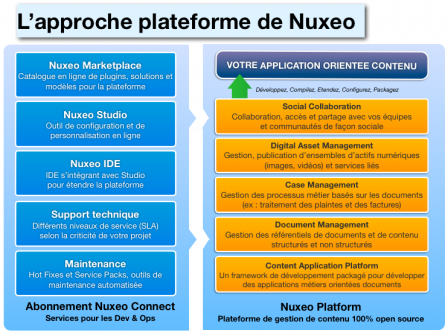 L'approche plateforme de Nuxeo
Nuxeo Marketplace
Catalogue en ligne de plugins, solutions et
modèles pour la plateforme
Nuxeo Studio
Outil de configuration et de
personnalisation en ligne
Nuxeo IDE
IDE s'intégrant avec Studio
pour étendre la plateforme
Support technique
Différents niveaux de service (SLA)
selon la criticité de votre projet
Maintenance
Hot Fixes et Service Packs, outils de
maintenance automatisée
Abonnement Nuxeo Connect
Services pour les Dev & Ops
VOTRE APPLICATION ORIENTEE CONTENU
Développez, Compilez, Etendez, Configurez, Packagez
Social Collaboration
Collaboration, accès et partage avec vos équipes
et communautés de façon sociale
Digital Asset Management
Gestion, publication d'ensembles d'actifs numériques
(images, vidéos) et services liés
Case Management
Gestion des processus métier basés sur les documents
(ex : traitement des plaintes et des factures)
Document Management
Gestion des référentiels de documents et de contenu
structurés et non structurés
Content Application Platform
Un framework de développement packagé pour développer
des applications métiers orientées documents
Nuxeo Platform
Plateforme de gestion de contenu 100% open source